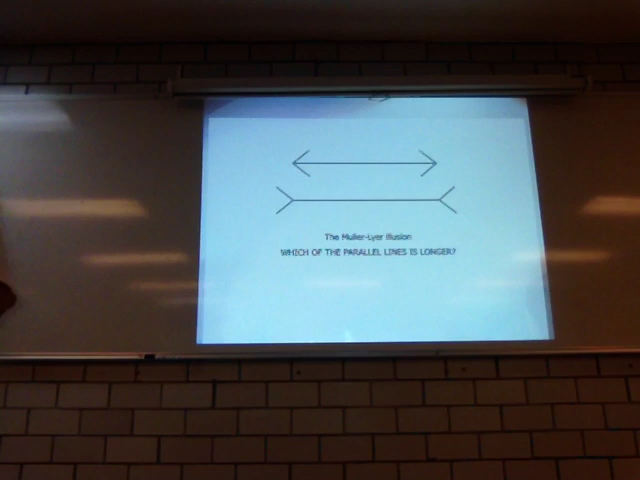 The Muller-Lyer Illusion
WHICH OF THE PARALLEL LINES IS LONGER?